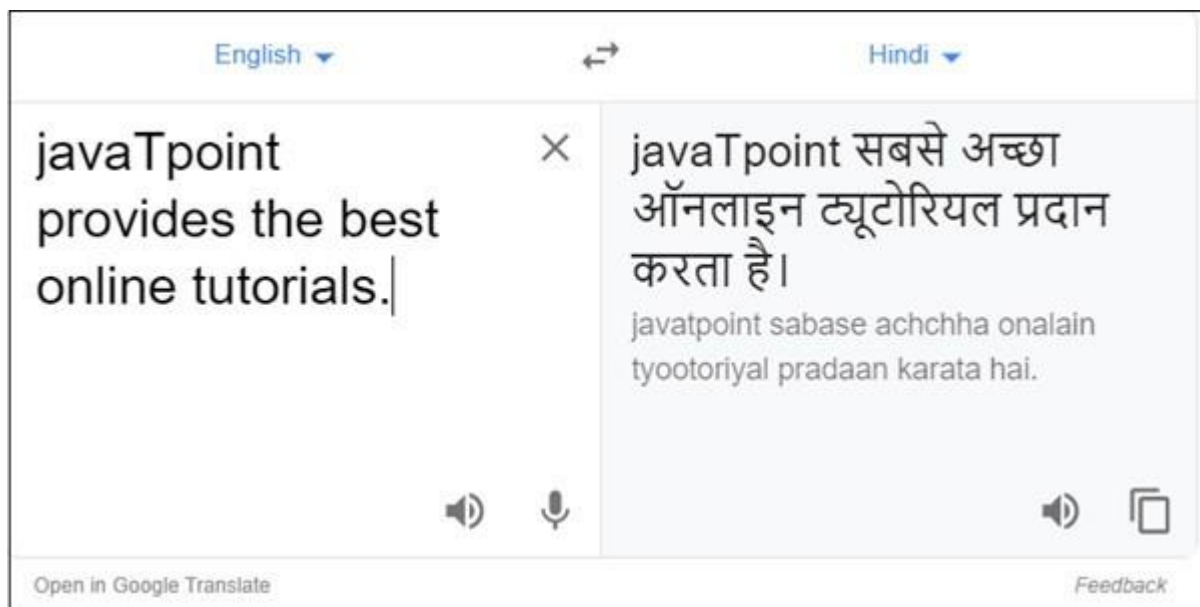 English
Hindi
javaTpoint
provides the best
online tutorials.
javaTpoint सबसे अच्छा
ऑनलाइन ट्यूटोरियल प्रदान
करता है।
javatpoint sabase achchha onalain
tyootoriyal pradaan karata hai.
Open in Google Translate
Feedback